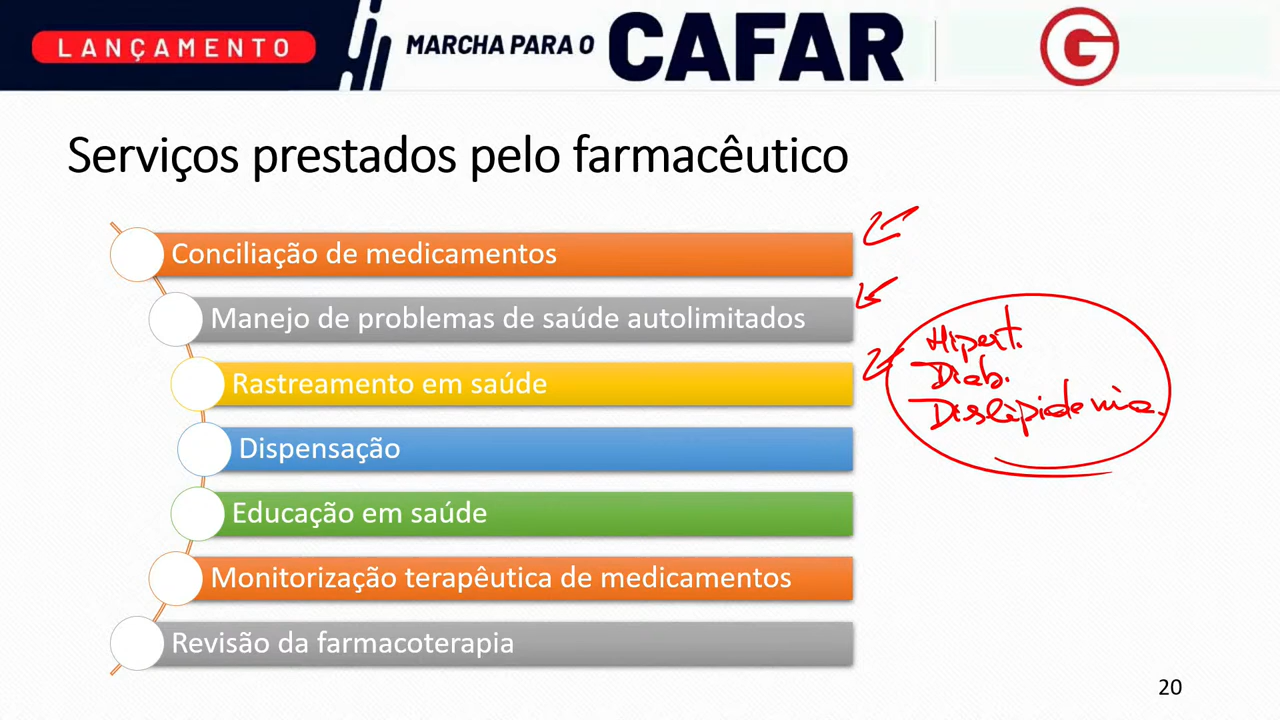 LANÇAMENTO
MARCHA PARA O
CAFAR
G
Serviços prestados pelo farmacêutico
Conciliação de medicamentos
Manejo de problemas de saúde autolimitados
Rastreamento em saúde
Dispensação
Educação em saúde
Monitorização terapêutica de medicamentos
Revisão da farmacoterapia
Hipert.
Diab.
Dislipidemia.
20